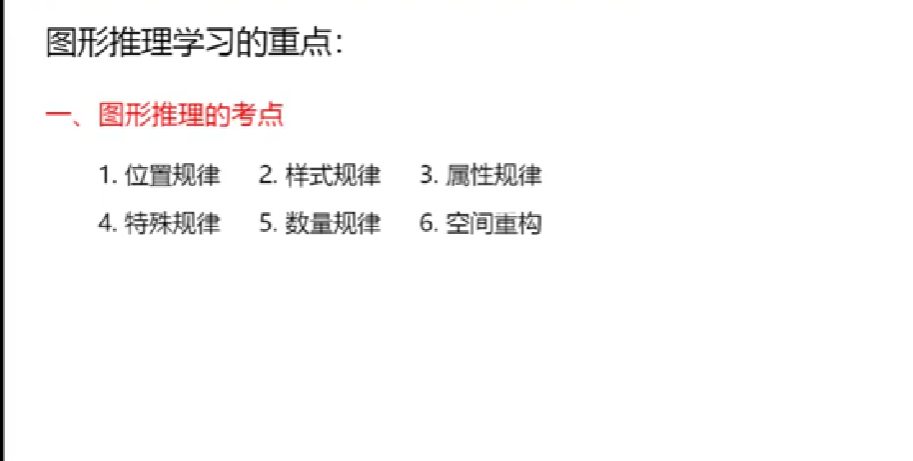 图形推理学习的重点：
一、图形推理的考点
1. 位置规律 2. 样式规律 3. 属性规律
4. 特殊规律 5. 数量规律 6. 空间重构